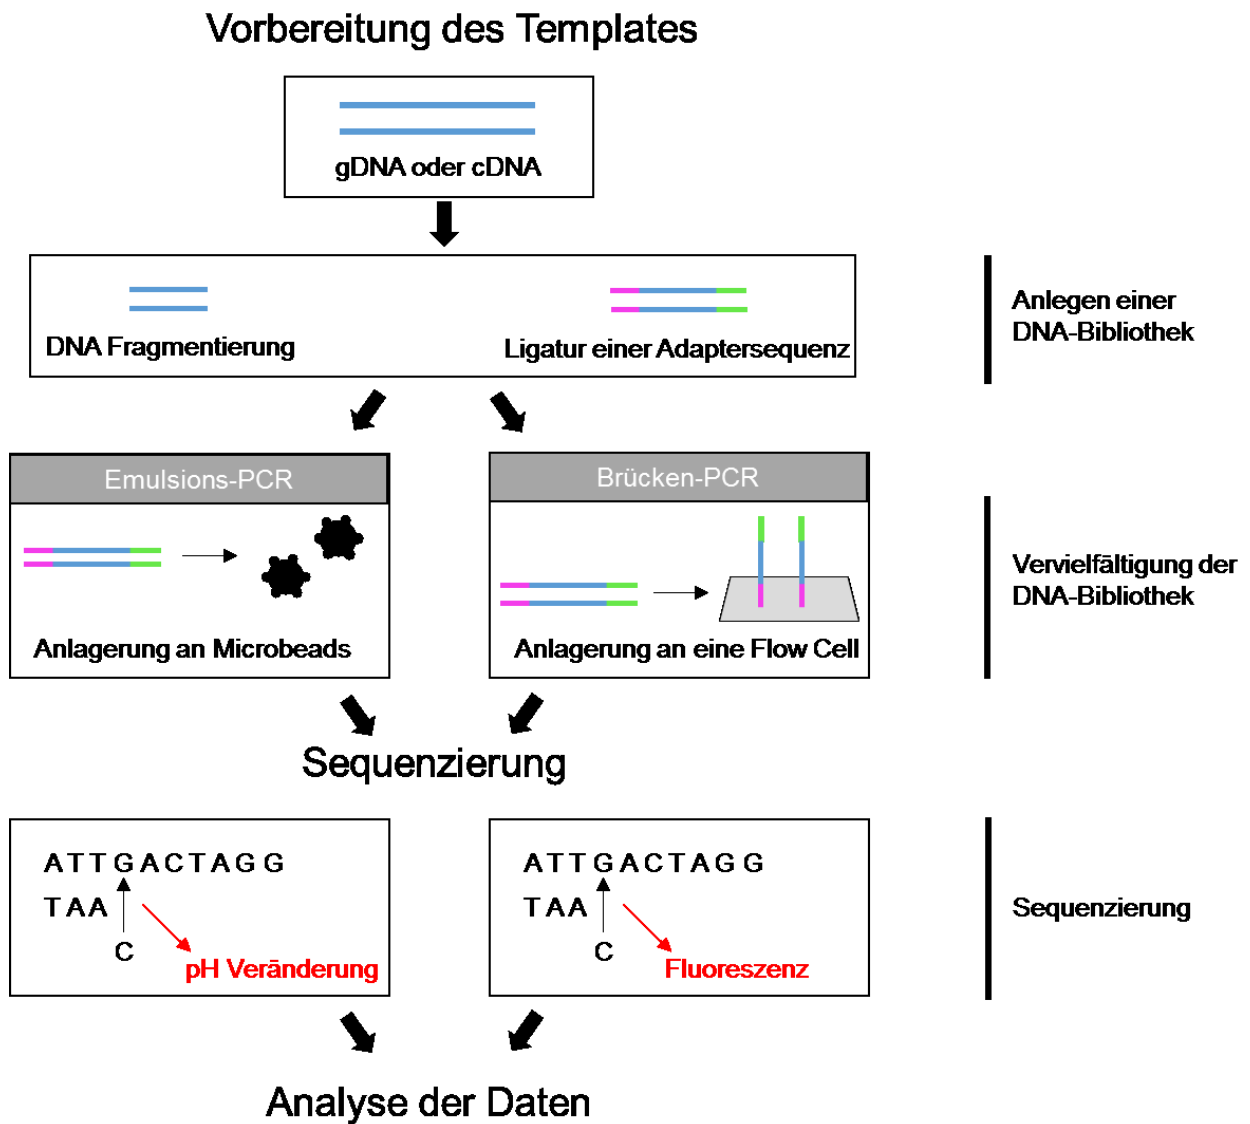 Vorbereitung des Templates
gDNA oder cDNA
DNA Fragmentierung
Ligatur einer Adaptersequenz
Anlegen einer
DNA-Bibliothek
Emulsions-PCR
Anlagerung an Microbeads
Brücken-PCR
Anlagerung an eine Flow Cell
Vervielfältigung der
DNA-Bibliothek
Sequenzierung
ATTGACTAGG
TAA
C
pH Veränderung
ATTGACTAGG
TAA
C
Fluoreszenz
Sequenzierung
Analyse der Daten